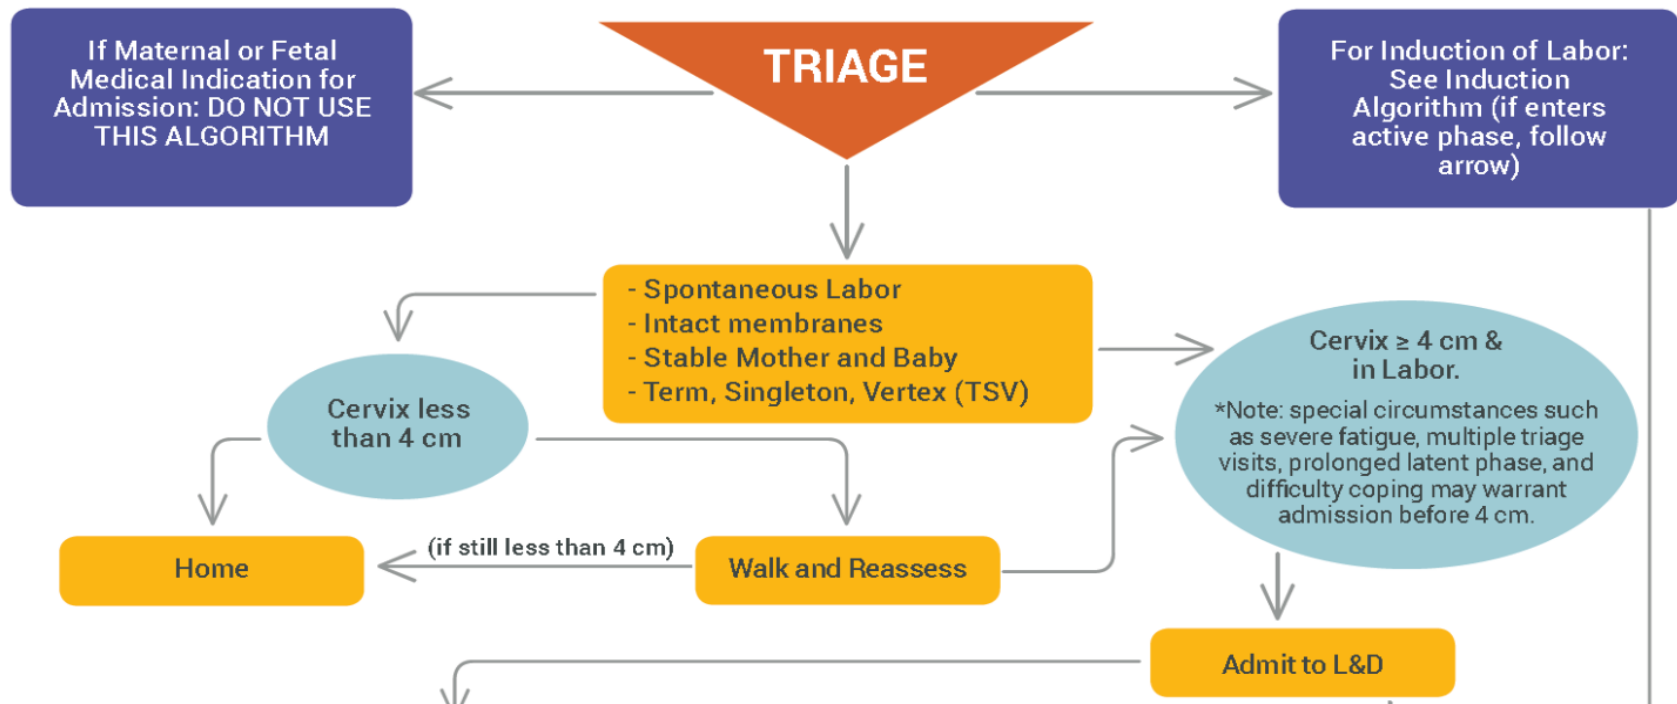 If Maternal or Fetal
Medical Indication for
Admission: DO NOT USE
THIS ALGORITHM
TRIAGE
For Induction of Labor:
See Induction
Algorithm (if enters
active phase, follow
arrow)
- Spontaneous Labor
- Intact membranes
- Stable Mother and Baby
- Term, Singleton, Vertex (TSV)
Cervix less
than 4 cm
Cervix ≥ 4 cm &
in Labor.
*Note: special circumstances such
as severe fatigue, multiple triage
visits, prolonged latent phase, and
difficulty coping may warrant
admission before 4 cm.
Home
(if still less than 4 cm)
Walk and Reassess
Admit to L&D